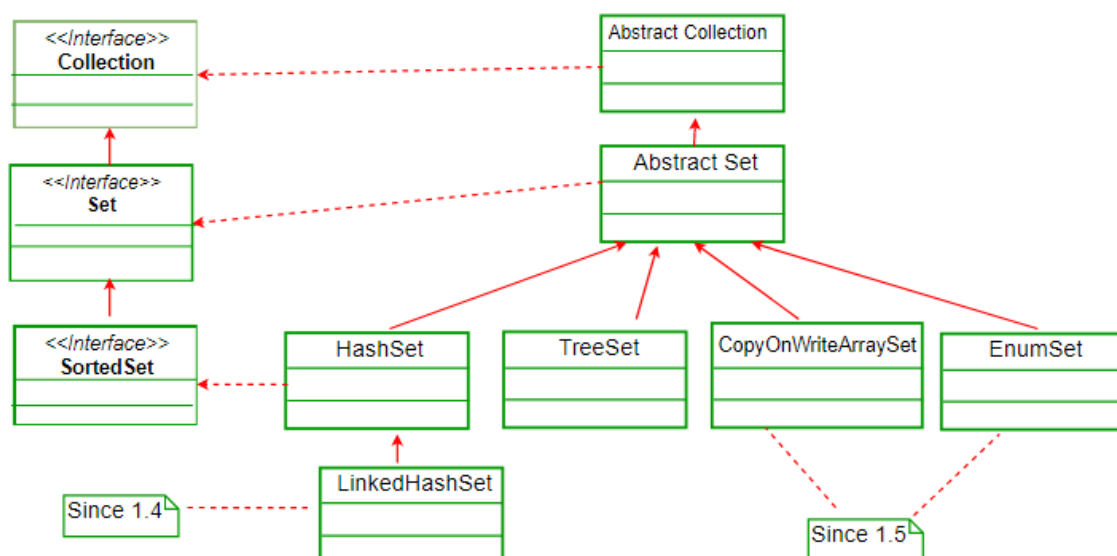 <<Interface>>
Collection
Abstract Collection
<<Interface>>
Set
Abstract Set
<<Interface>>
SortedSet
HashSet
TreeSet
CopyOnWriteArraySet
EnumSet
LinkedHashSet
Since 1.4
Since 1.5